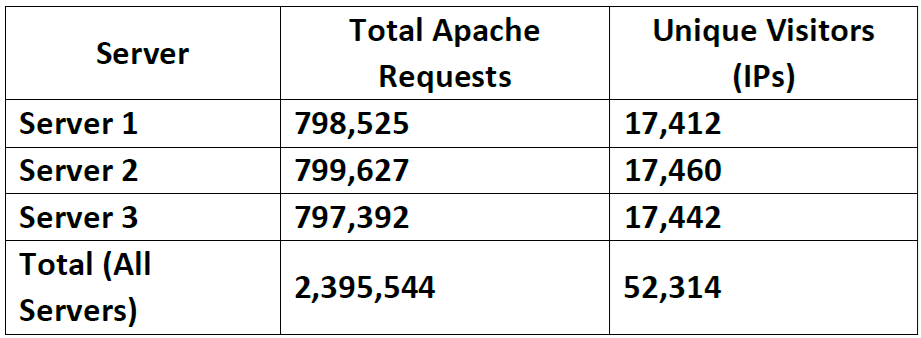 Server
Total Apache
Requests
Unique Visitors
(IPs)
Server 1
798,525
17,412
Server 2
799,627
17,460
Server 3
797,392
17,442
Total (All
Servers)
2,395,544
52,314